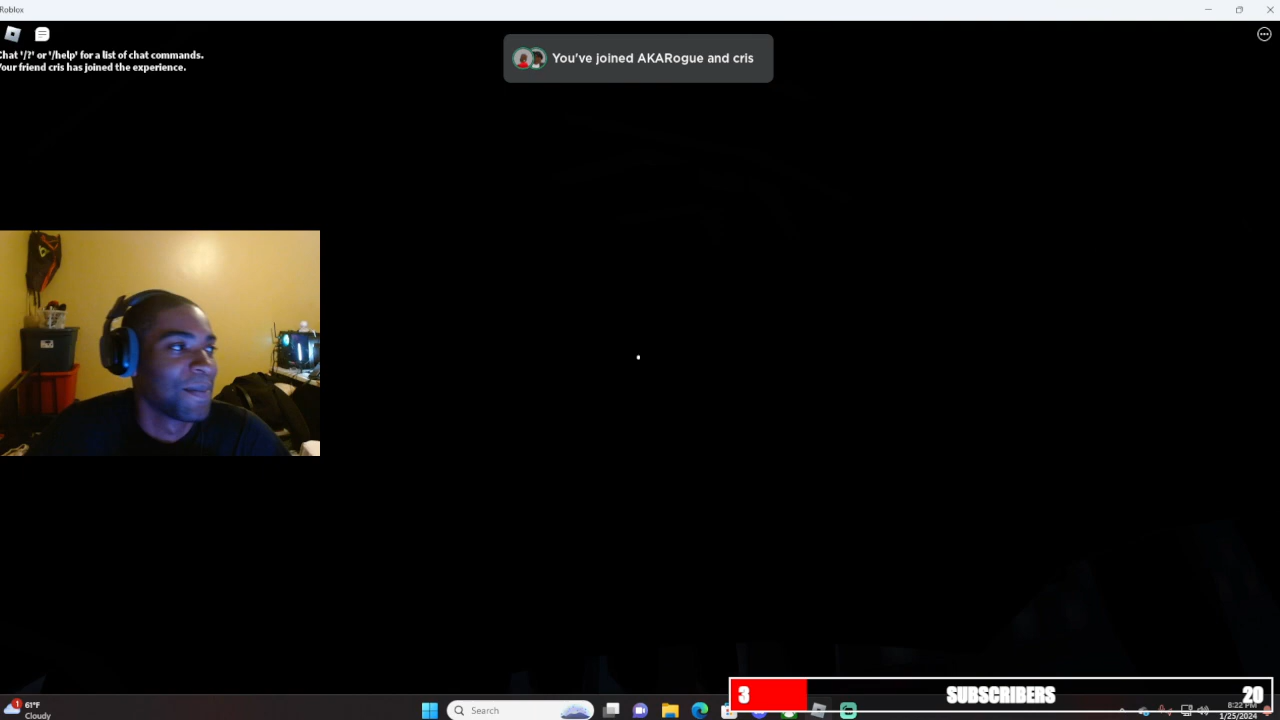 Roblox
Chat '/?' or '/help' for a list of chat commands.
Your friend cris has joined the experience.
You've joined AKARogue and cris
3 SUBSCRIBERS 20
1 61°F
Cloudy
Search
8:22 PM
1/25/2024